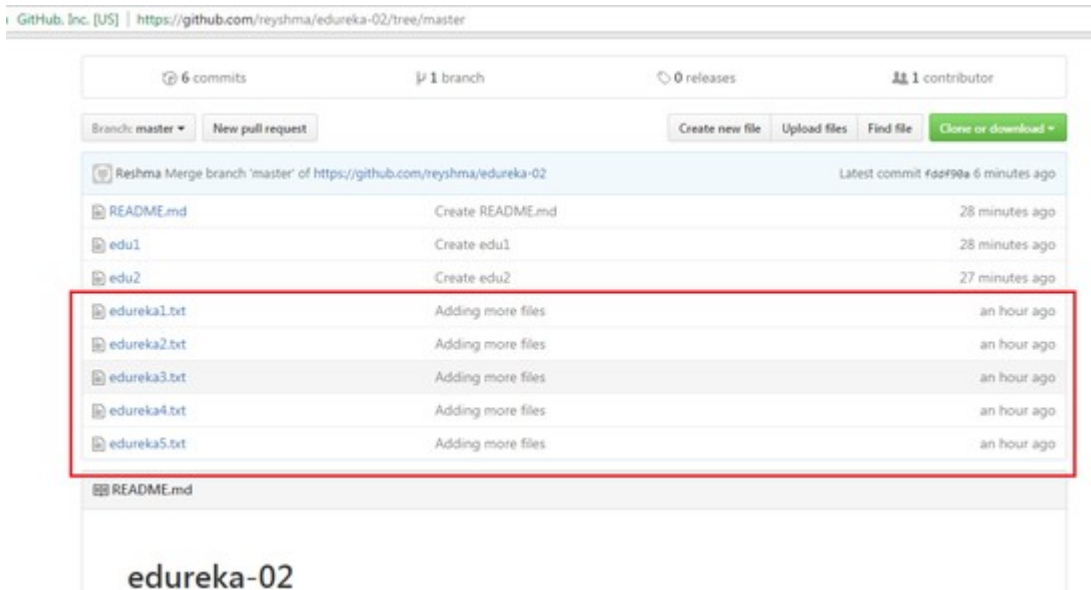 GitHub, Inc. [US] | https://github.com/reyshma/edureka-02/tree/master
6 commits 1 branch 0 releases 1 contributor
Branch: master New pull request Create new file Upload files Find file Clone or download
Reshma Merge branch 'master' of https://github.com/reyshma/edureka-02 Latest commit 6 minutes ago
README.md Create README.md 28 minutes ago
edu1 Create edu1 28 minutes ago
edu2 Create edu2 27 minutes ago
edureka1.txt Adding more files an hour ago
edureka2.txt Adding more files an hour ago
edureka3.txt Adding more files an hour ago
edureka4.txt Adding more files an hour ago
edureka5.txt Adding more files an hour ago
README.md
edureka-02